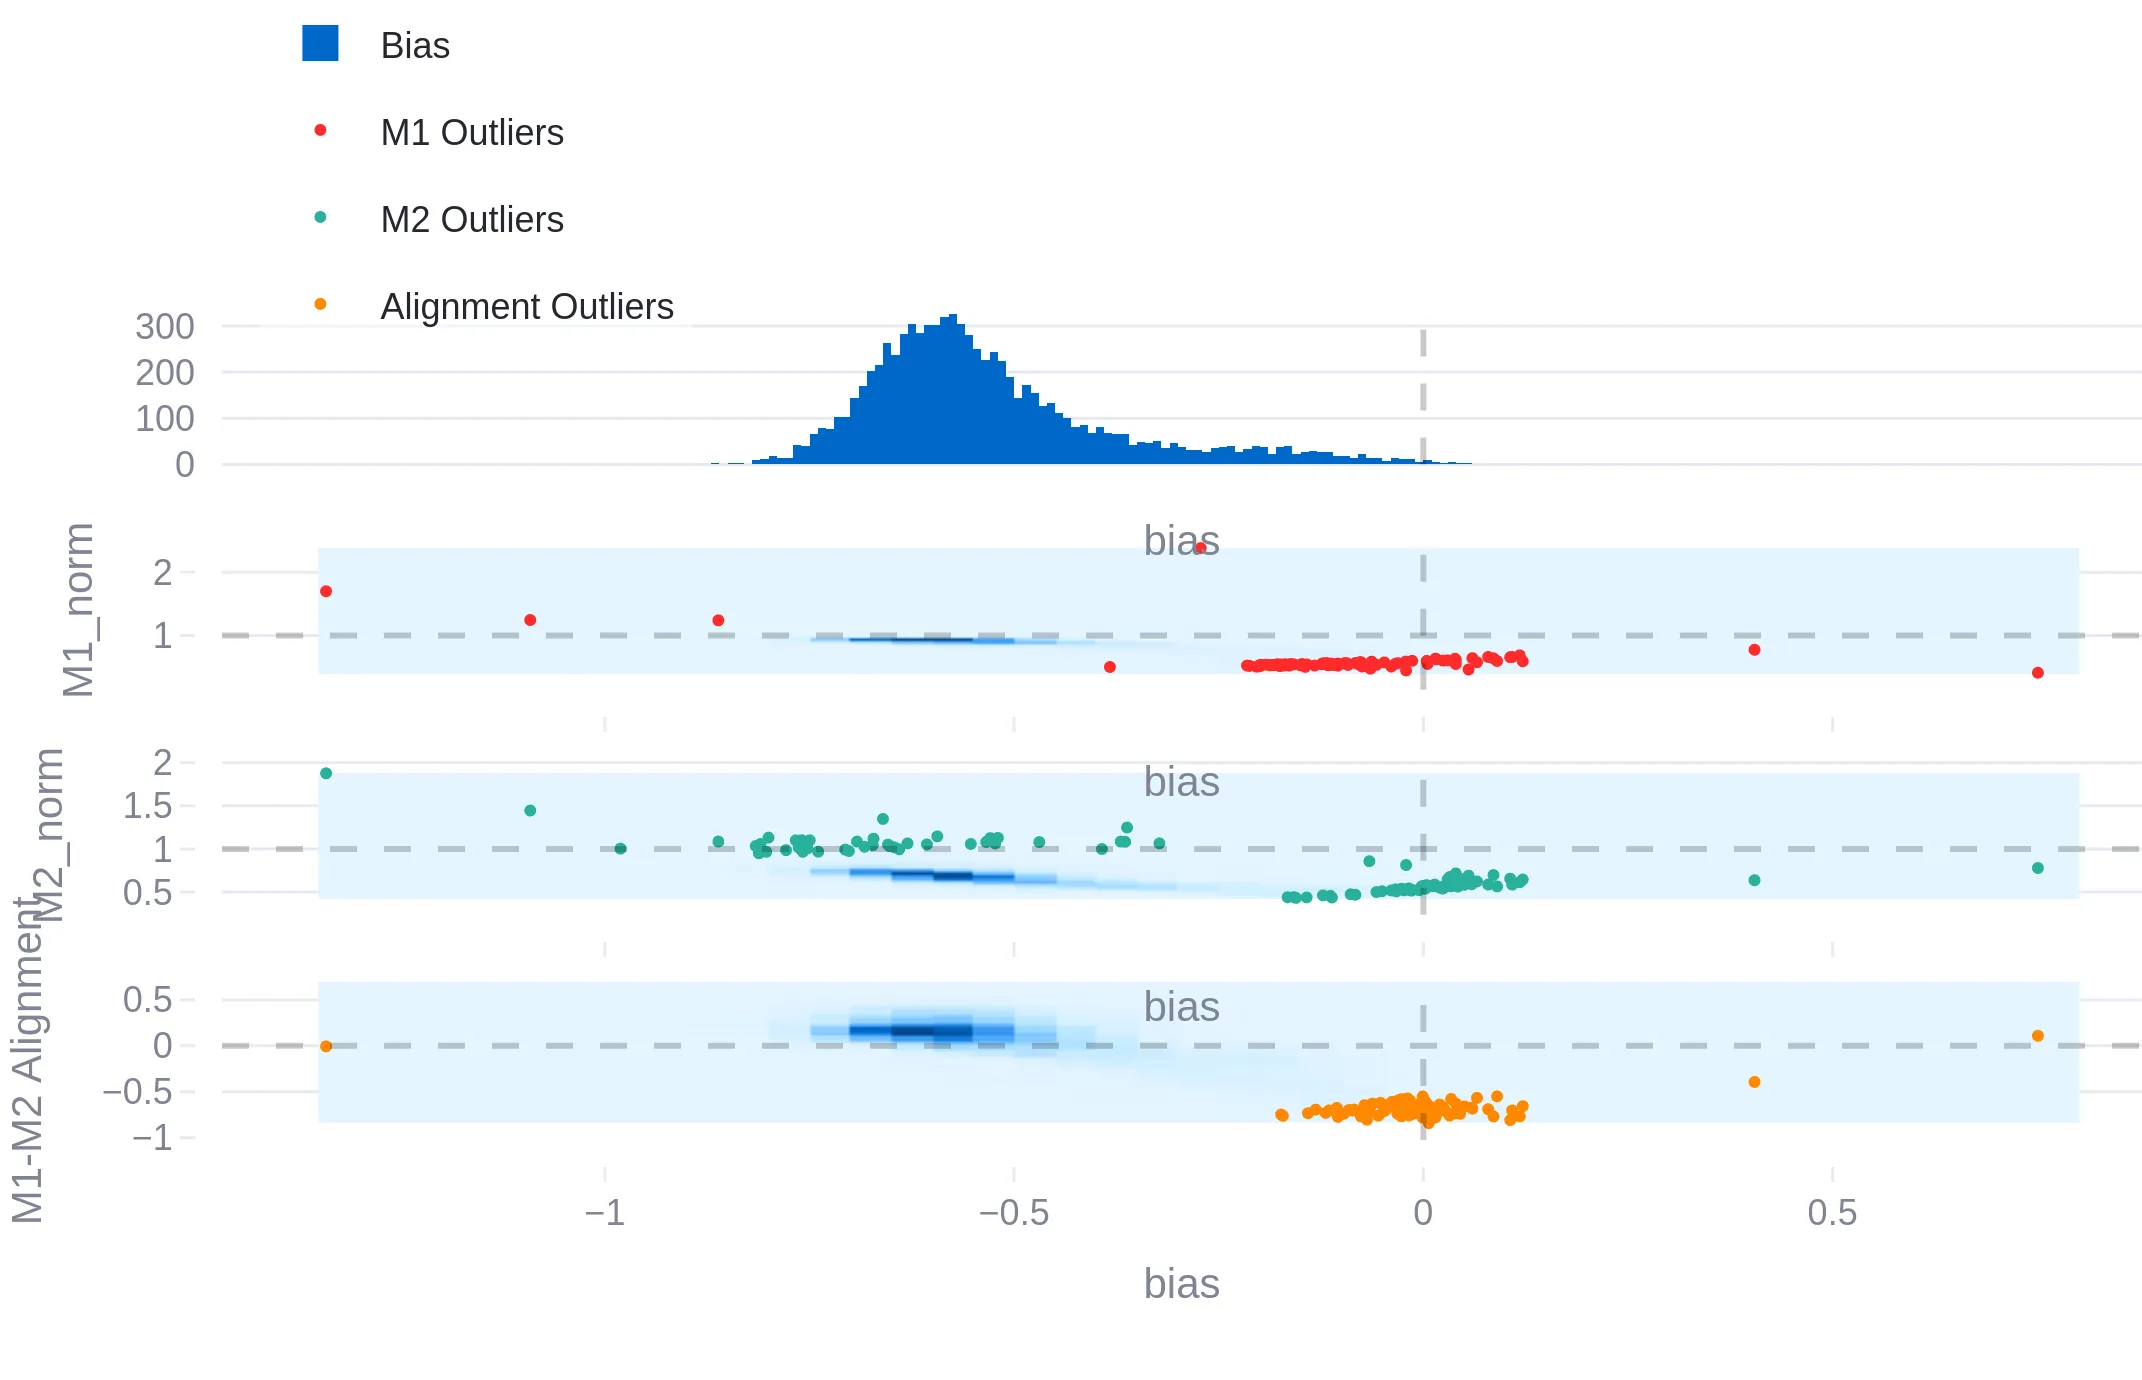 Bias
M1 Outliers
M2 Outliers
Alignment Outliers
300
200
100
0
bias
M1_norm
2
1
bias
M2_norm
2
1.5
1
0.5
bias
M1-M2 Alignment
0.5
0
−0.5
−1
−1
−0.5
0
0.5
bias